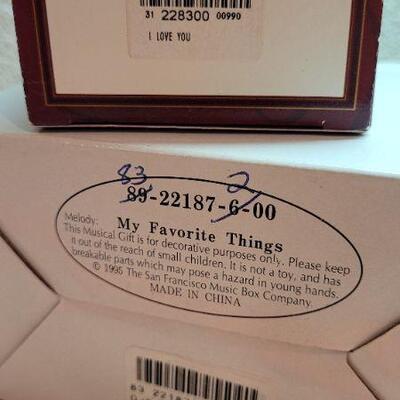 31 228300 00990
I LOVE YOU
83 2
89-22187-6-00
Melody: My Favorite Things
This Musical Gift is for decorative purposes only. Please keep
it out of the reach of small children. It is not a toy, and has
breakable parts which may pose a hazard in young hands.
© 1995 The San Francisco Music Box Company.
MADE IN CHINA
83